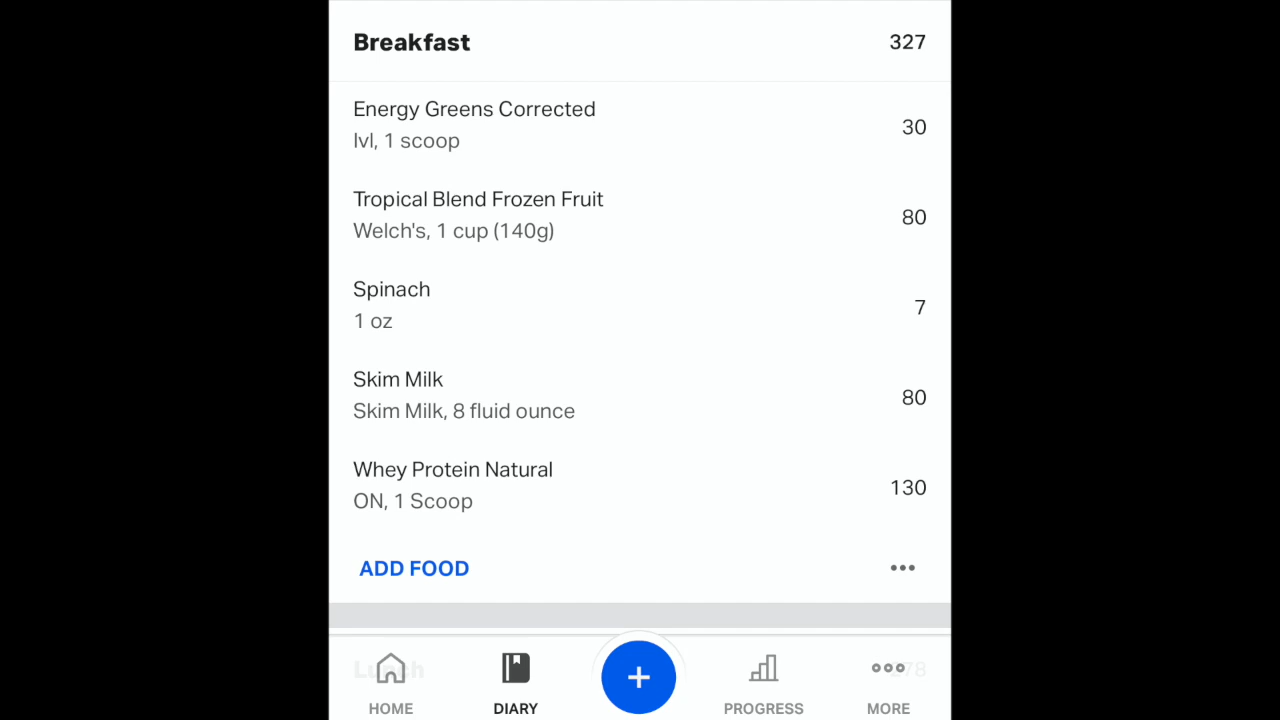 Breakfast 327
Energy Greens Corrected
lvl, 1 scoop
30
Tropical Blend Frozen Fruit
Welch's, 1 cup (140g)
80
Spinach
1 oz
7
Skim Milk
Skim Milk, 8 fluid ounce
80
Whey Protein Natural
ON, 1 Scoop
130
ADD FOOD
Lunch
HOME DIARY PROGRESS MORE